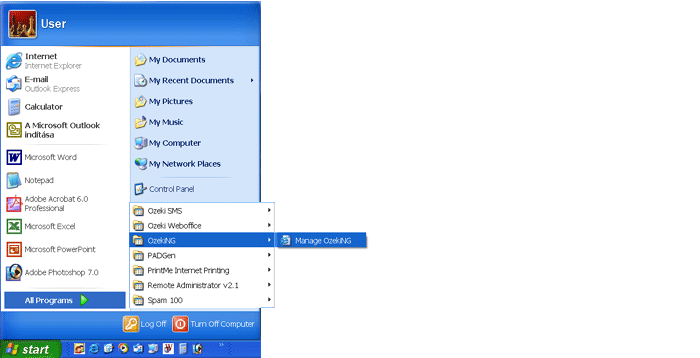 User
Internet
Internet Explorer
E-mail
Outlook Express
Calculator
A Microsoft Outlook
indítása
Microsoft Word
Notepad
Adobe Acrobat 6.0
Professional
Microsoft Excel
Microsoft PowerPoint
Adobe Photoshop 7.0
All Programs
My Documents
My Recent Documents
My Pictures
My Music
My Computer
My Network Places
Control Panel
Ozeki SMS
Ozeki Weboffice
OzekiNG
PADGen
PrintMe Internet Printing
Remote Administrator v2.1
Spam 100
Manage OzekiNG
Log Off
Turn Off Computer
start